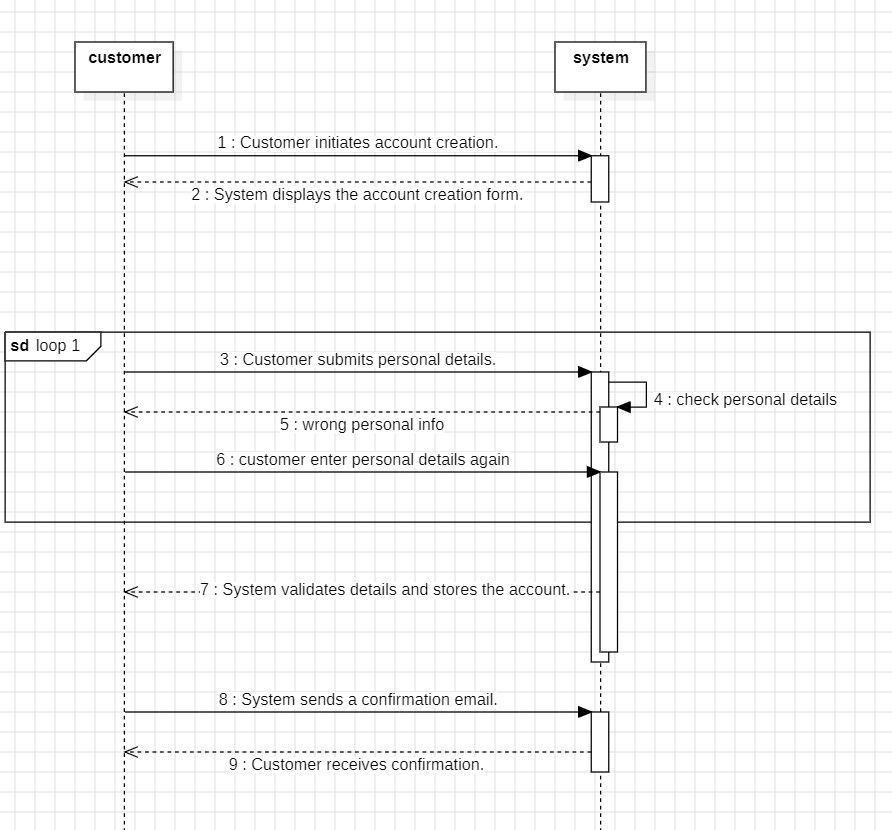 customer
system
1 : Customer initiates account creation.
2 : System displays the account creation form.
sd loop 1
3 : Customer submits personal details.
4 : check personal details
5 : wrong personal info
6 : customer enter personal details again
7 : System validates details and stores the account.
8 : System sends a confirmation email.
9 : Customer receives confirmation.